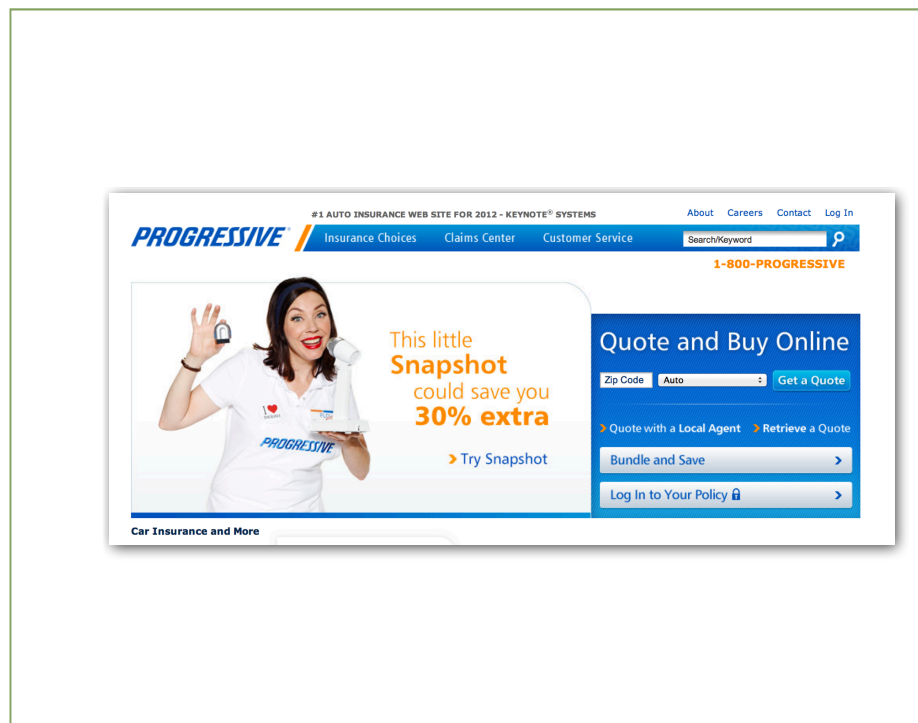 #1 AUTO INSURANCE WEB SITE FOR 2012 - KEYNOTE® SYSTEMS
About Careers Contact Log In
PROGRESSIVE
Insurance Choices Claims Center Customer Service
Search/Keyword
1-800-PROGRESSIVE
This little
Snapshot
could save you
30% extra
Try Snapshot
I ❤
PROGRESSIVE
FLO
Quote and Buy Online
Zip Code Auto Get a Quote
Quote with a Local Agent Retrieve a Quote
Bundle and Save
Log In to Your Policy
Car Insurance and More